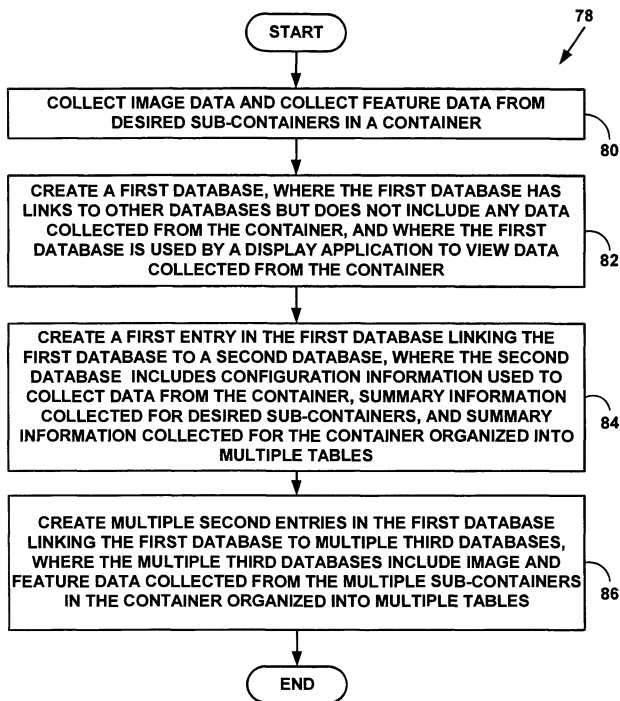 START
78
COLLECT IMAGE DATA AND COLLECT FEATURE DATA FROM
DESIRED SUB-CONTAINERS IN A CONTAINER
80
CREATE A FIRST DATABASE, WHERE THE FIRST DATABASE HAS
LINKS TO OTHER DATABASES BUT DOES NOT INCLUDE ANY DATA
COLLECTED FROM THE CONTAINER, AND WHERE THE FIRST
DATABASE IS USED BY A DISPLAY APPLICATION TO VIEW DATA
COLLECTED FROM THE CONTAINER
82
CREATE A FIRST ENTRY IN THE FIRST DATABASE LINKING THE
FIRST DATABASE TO A SECOND DATABASE, WHERE THE SECOND
DATABASE INCLUDES CONFIGURATION INFORMATION USED TO
COLLECT DATA FROM THE CONTAINER, SUMMARY INFORMATION
COLLECTED FOR DESIRED SUB-CONTAINERS, AND SUMMARY
INFORMATION COLLECTED FOR THE CONTAINER ORGANIZED INTO
MULTIPLE TABLES
84
CREATE MULTIPLE SECOND ENTRIES IN THE FIRST DATABASE
LINKING THE FIRST DATABASE TO MULTIPLE THIRD DATABASES,
WHERE THE MULTIPLE THIRD DATABASES INCLUDE IMAGE AND
FEATURE DATA COLLECTED FROM THE MULTIPLE SUB-CONTAINERS
IN THE CONTAINER ORGANIZED INTO MULTIPLE TABLES
86
END